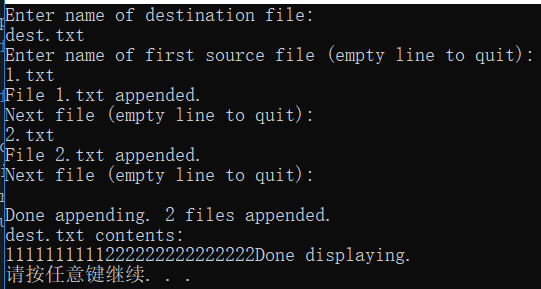 Enter name of destination file:
dest.txt
Enter name of first source file (empty line to quit):
1.txt
File 1.txt appended.
Next file (empty line to quit):
2.txt
File 2.txt appended.
Next file (empty line to quit):
Done appending. 2 files appended.
dest.txt contents:
1111111111222222222222222Done displaying.
请按任意键继续. . .